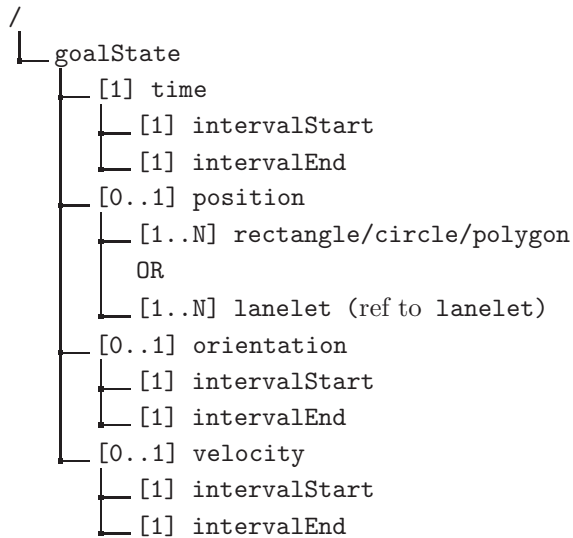 /
goalState
[1] time
[1] intervalStart
[1] intervalEnd
[0..1] position
[1..N] rectangle/circle/polygon
OR
[1..N] lanelet (ref to lanelet)
[0..1] orientation
[1] intervalStart
[1] intervalEnd
[0..1] velocity
[1] intervalStart
[1] intervalEnd